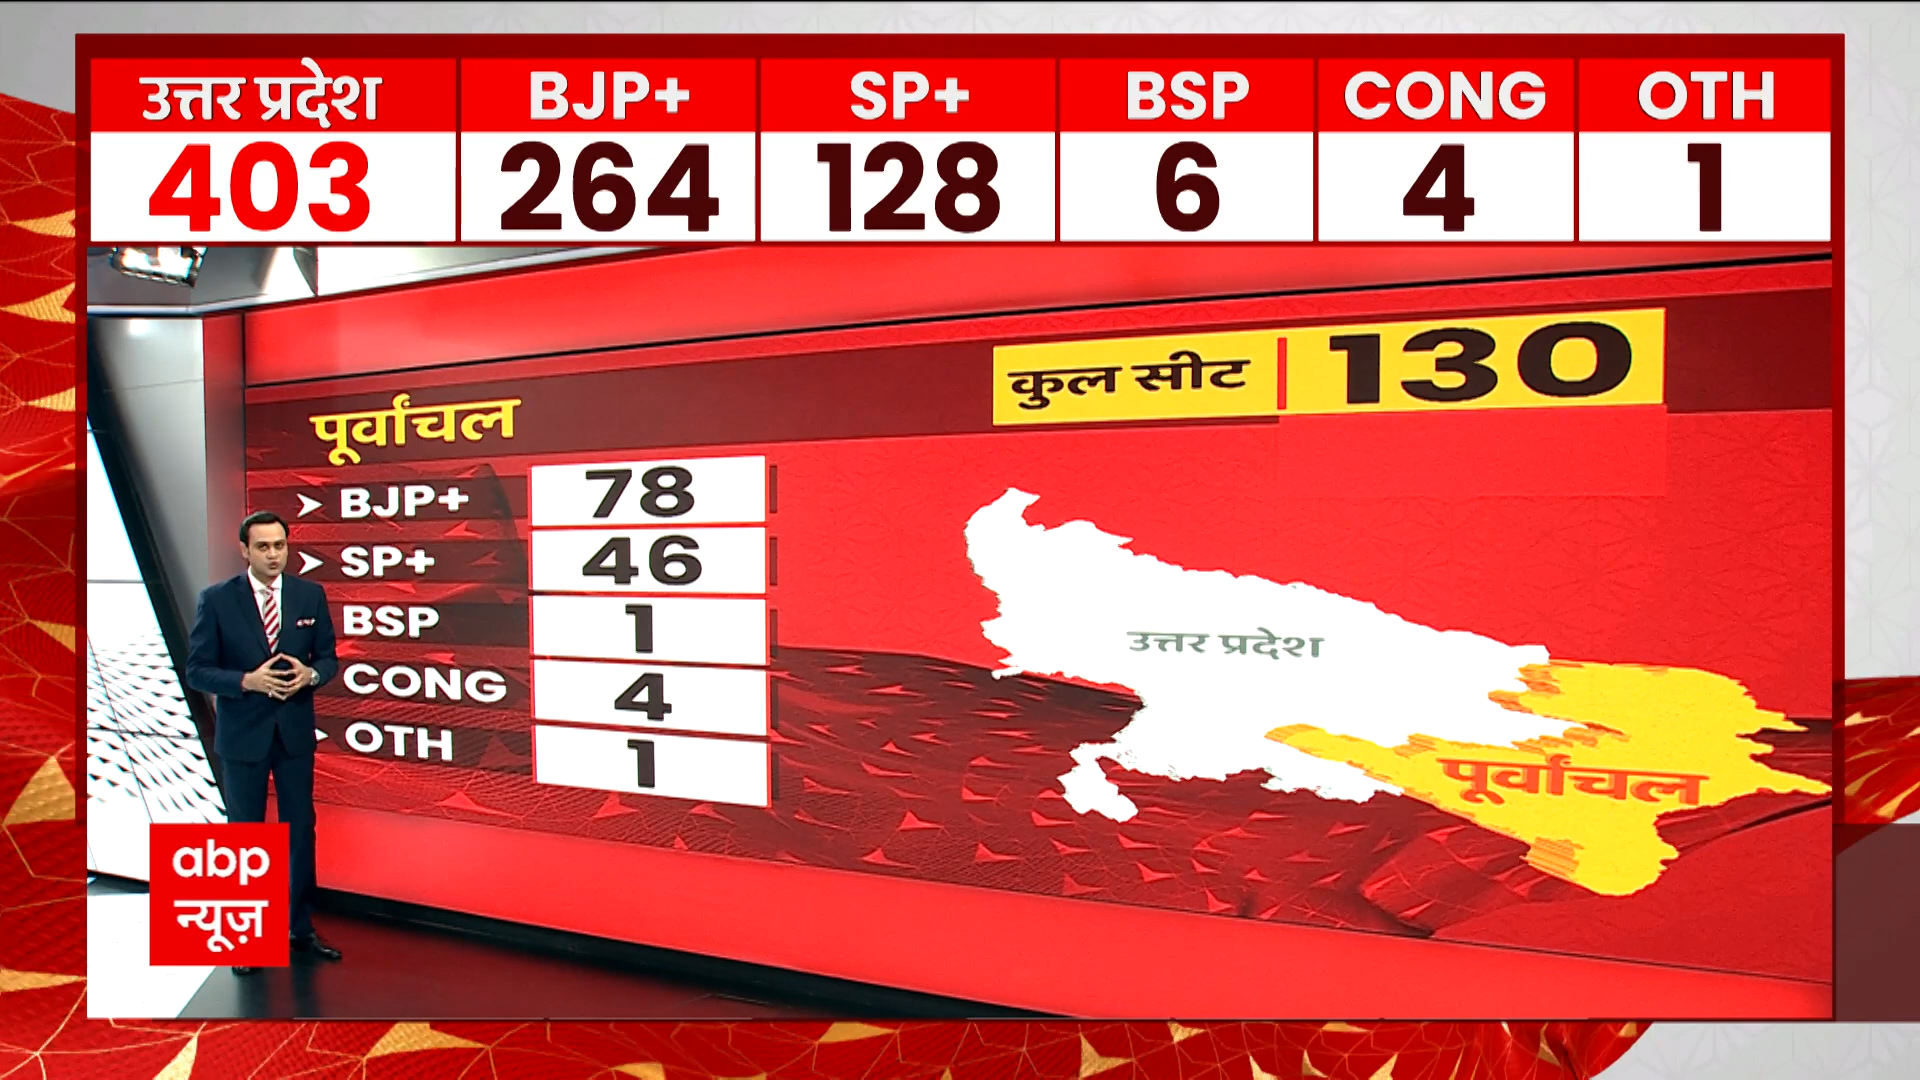 उत्तर प्रदेश BJP+ SP+ BSP CONG OTH
403 264 128 6 4 1
कुल सीट 130
पूर्वांचल
BJP+ 78
SP+ 46
BSP 1
CONG 4
OTH 1
उत्तर प्रदेश
पूर्वांचल
abp
न्यूज़